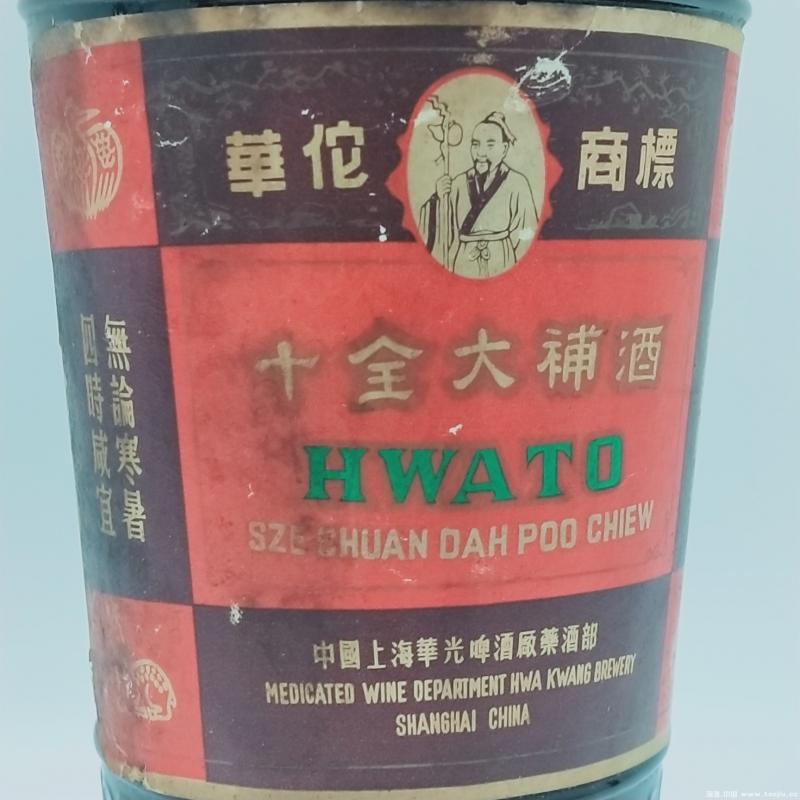 華佗 商標
十全大補酒
HWATO
SZE CHUAN DAH POO CHIEW
中國上海華光啤酒廠藥酒部
MEDICATED WINE DEPARTMENT HWA KWANG BREWERY
SHANGHAI CHINA
無論寒暑
四時咸宜